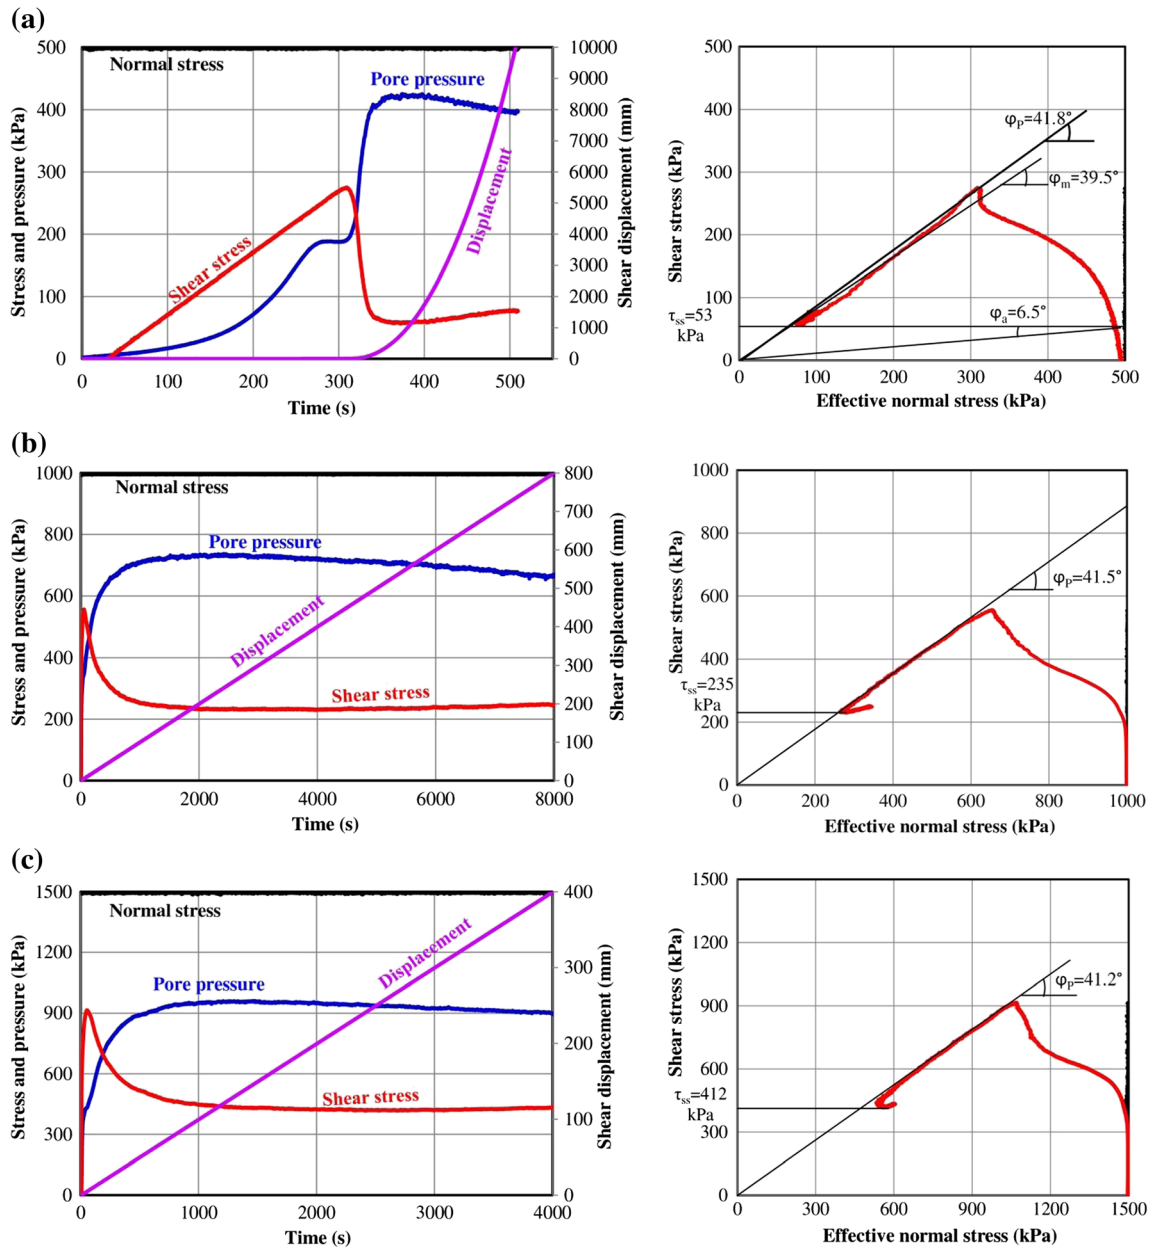 (a)
500
400
300
200
100
0
Stress and pressure (kPa)
Normal stress
Pore pressure
Shear stress
Displacement
10000
9000
8000
7000
6000
5000
4000
3000
2000
1000
0
Shear displacement (mm)
0 100 200 300 400 500
Time (s)
500
400
300
200
100
0
Shear stress (kPa)
φP=41.8°
φm=39.5°
φa=6.5°
τss=53
kPa
0 100 200 300 400 500
Effective normal stress (kPa)
(b)
1000
800
600
400
200
0
Stress and pressure (kPa)
Normal stress
Pore pressure
Displacement
Shear stress
800
700
600
500
400
300
200
100
0
Shear displacement (mm)
0 2000 4000 6000 8000
Time (s)
1000
800
600
400
200
0
Shear stress (kPa)
φP=41.5°
τss=235
kPa
0 200 400 600 800 1000
Effective normal stress (kPa)
(c)
1500
1200
900
600
300
0
Stress and pressure (kPa)
Normal stress
Pore pressure
Displacement
Shear stress
400
300
200
100
0
Shear displacement (mm)
0 1000 2000 3000 4000
Time (s)
1500
1200
900
600
300
0
Shear stress (kPa)
φP=41.2°
τss=412
kPa
0 300 600 900 1200 1500
Effective normal stress (kPa)